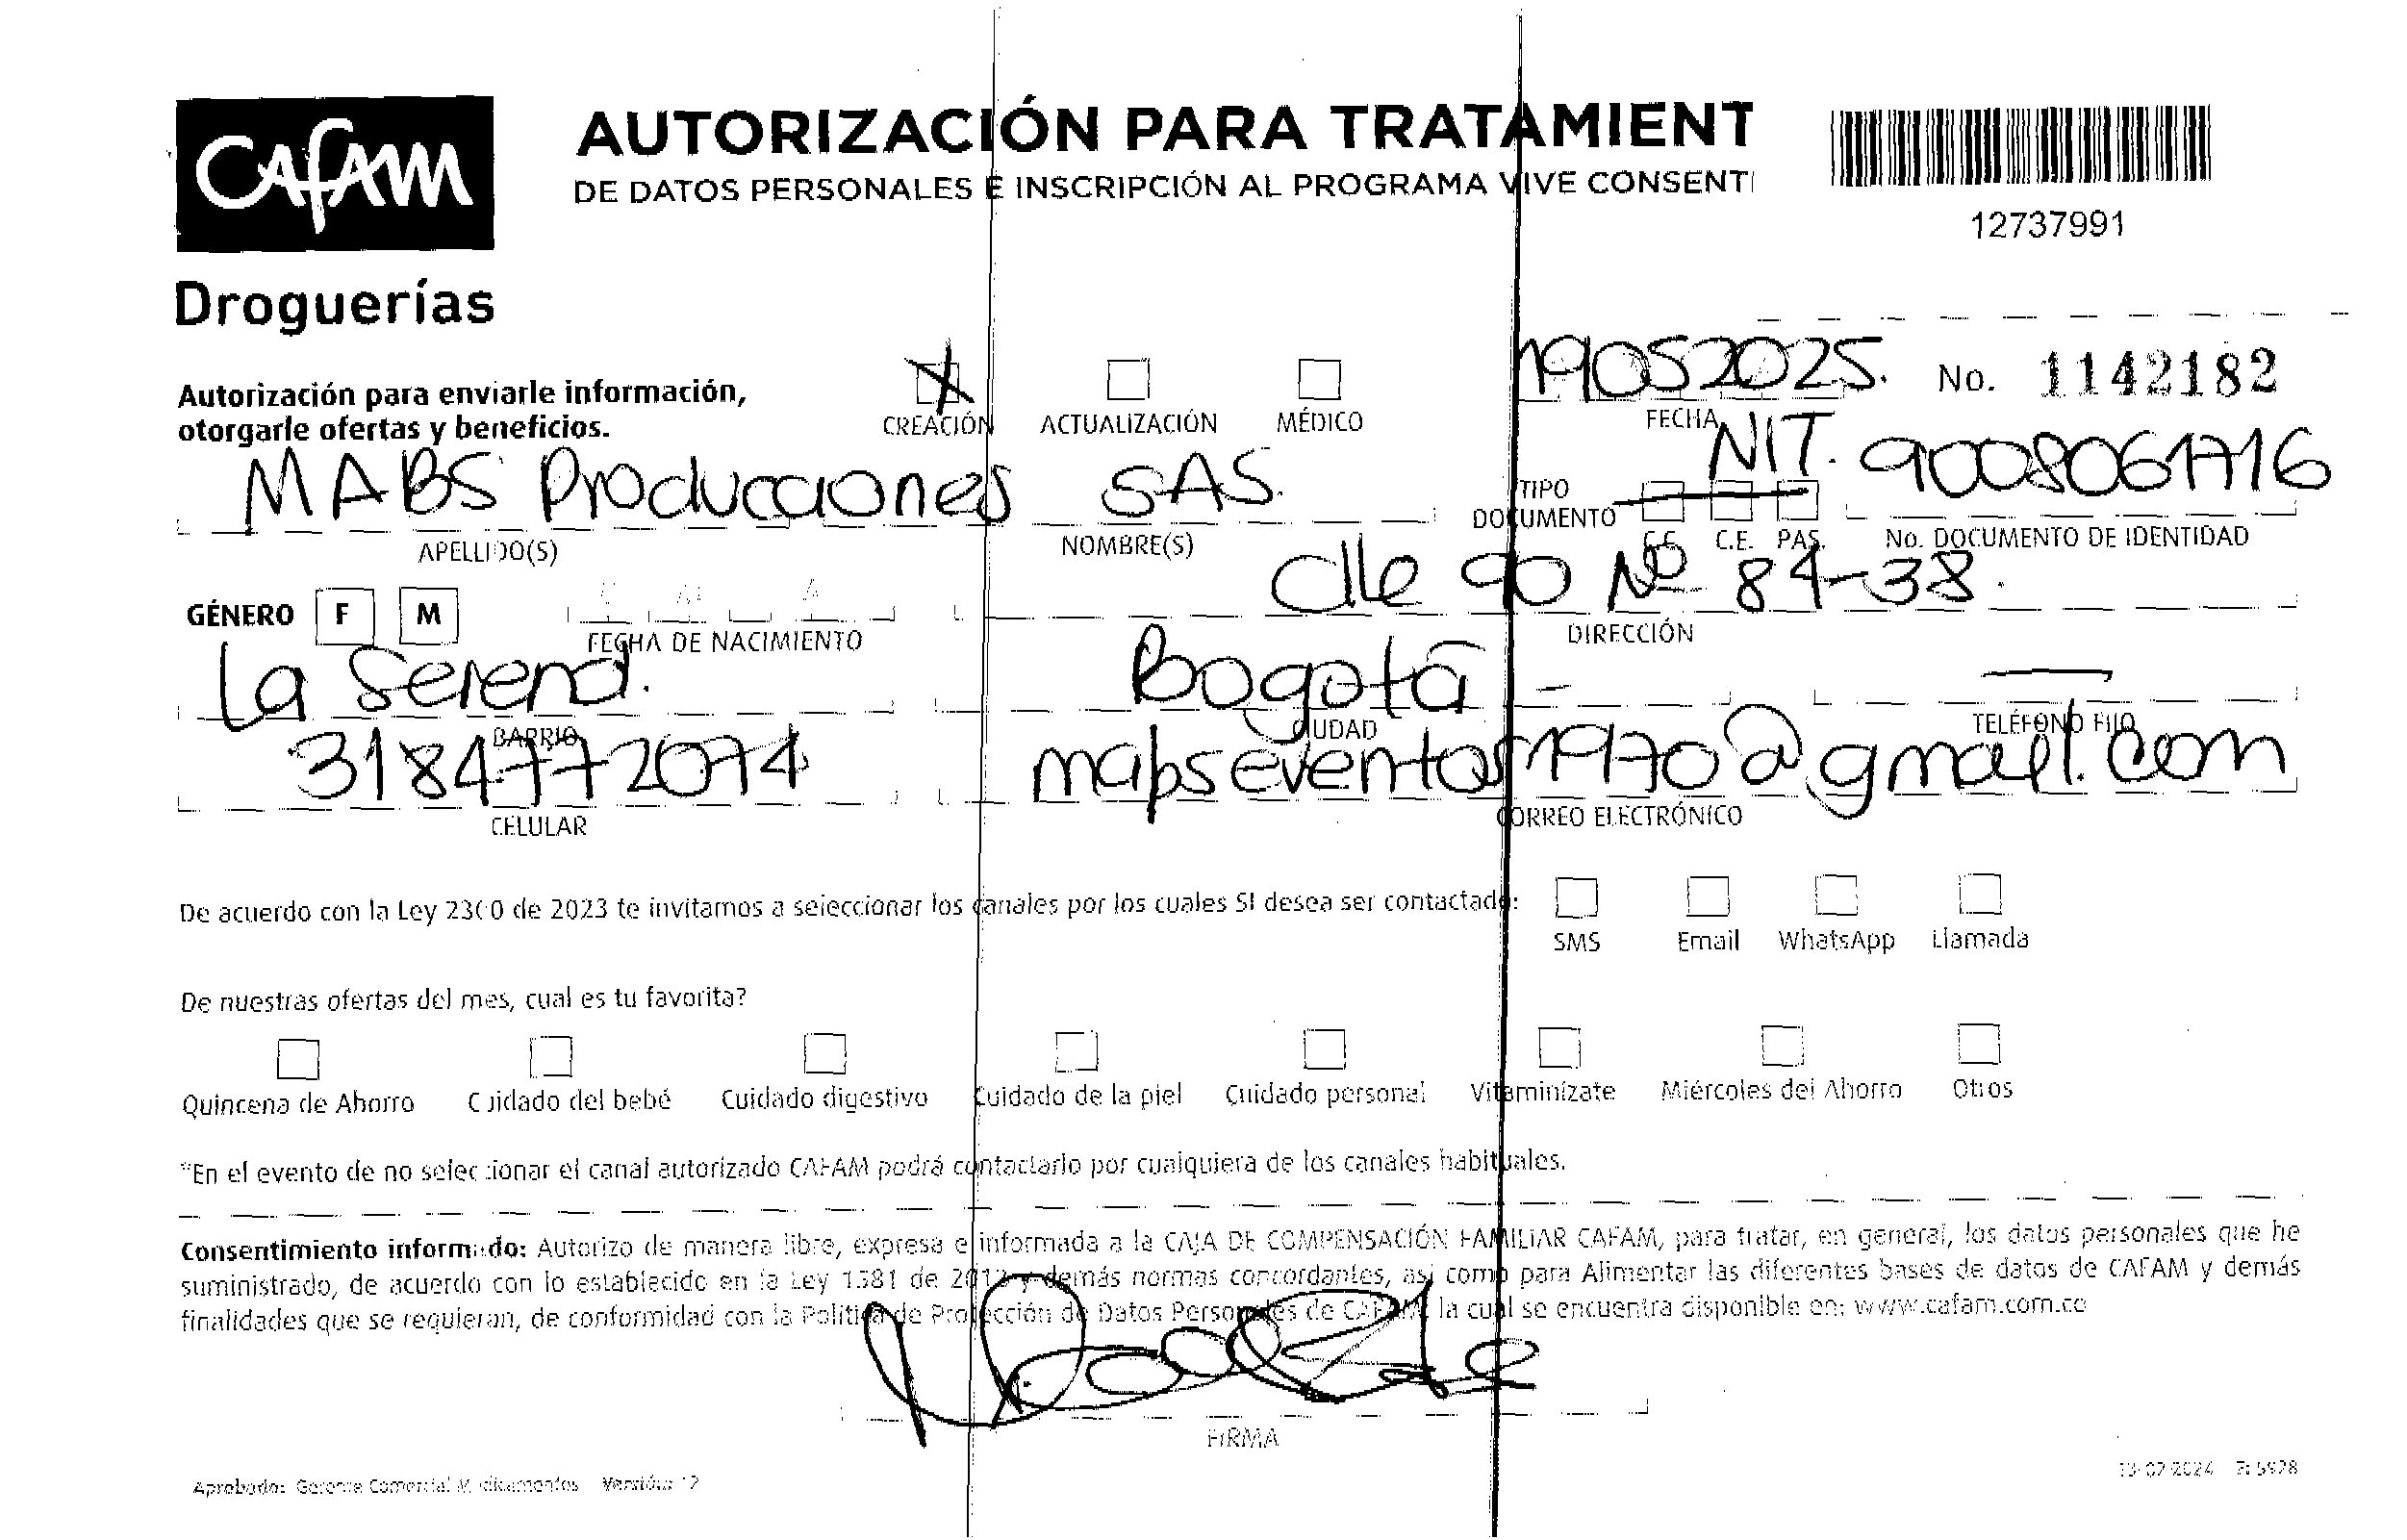 CAFAM
AUTORIZACIÓN PARA TRATAMIENT
DE DATOS PERSONALES E INSCRIPCIÓN AL PROGRAMA VIVE CONSENTI
12737991
Droguerías
Autorización para enviarle información,
otorgarle ofertas y beneficios.
CREACIÓN ACTUALIZACIÓN MÉDICO
19052025. No. 1142182
FECHA
MABS Producciones SAS.
NIT. 9008061716
TIPO DOCUMENTO C.C. C.E. PAS.
APELLIDO(S) NOMBRE(S) No. DOCUMENTO DE IDENTIDAD
GÉNERO F M
clle 90 Nº 84-38.
FECHA DE NACIMIENTO DIRECCIÓN
La Serena. Bogotá - —
BARRIO CIUDAD TELÉFONO FIJO
3184772074 mabseventos1970@gmail.com
CELULAR CORREO ELECTRÓNICO
De acuerdo con la Ley 2300 de 2023 te invitamos a seleccionar los canales por los cuales SI desea ser contactado:
SMS Email WhatsApp Llamada
De nuestras ofertas del mes, cual es tu favorita?
Quincena de Ahorro Cuidado del bebé Cuidado digestivo Cuidado de la piel Cuidado personal Vitaminízate Miércoles del Ahorro Otros
*En el evento de no seleccionar el canal autorizado CAFAM podrá contactarlo por cualquiera de los canales habituales.
Consentimiento informado: Autorizo de manera libre, expresa e informada a la CAJA DE COMPENSACIÓN FAMILIAR CAFAM, para tratar, en general, los datos personales que he
suministrado, de acuerdo con lo establecido en la Ley 1581 de 2012 y demás normas concordantes, así como para Alimentar las diferentes bases de datos de CAFAM y demás
finalidades que se requieran, de conformidad con la Política de Protección de Datos Personales de CAFAM, la cual se encuentra disponible en: www.cafam.com.co
FIRMA
Aprobado: Gerente Comercial Medicamentos Versión: 12